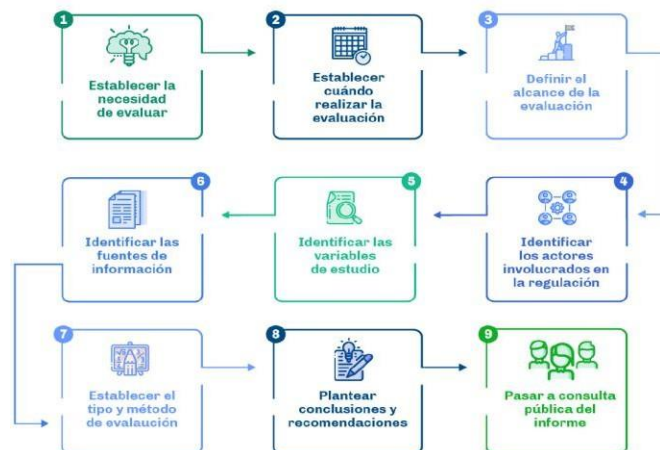 1
Establecer la
necesidad
de evaluar
2
Establecer
cuándo
realizar la
evaluación
3
Definir el
alcance de la
evaluación
4
Identificar
los actores
involucrados en
la regulación
5
Identificar las
variables
de estudio
6
Identificar las
fuentes de
información
7
Establecer el
tipo y método
de evalaución
8
Plantear
conclusiones y
recomendaciones
9
Pasar a consulta
pública del
informe